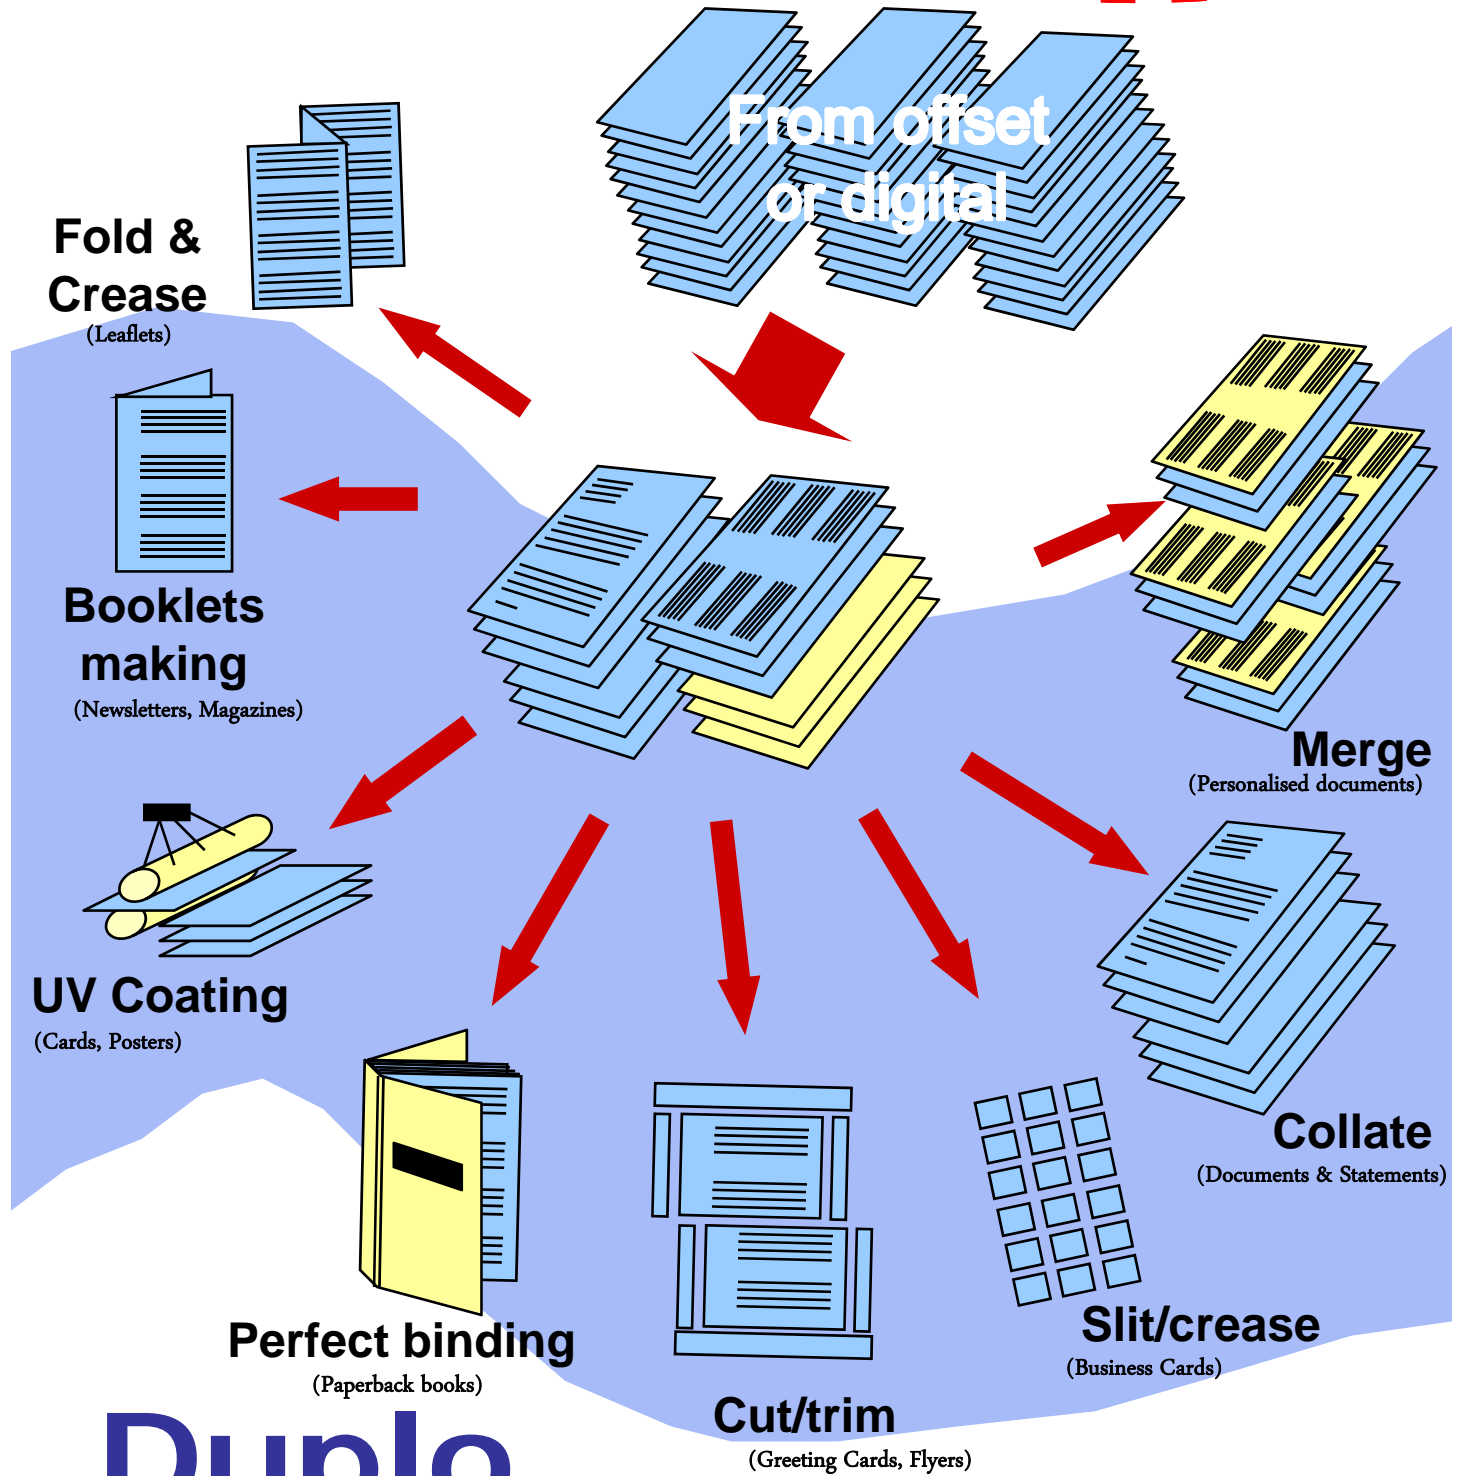 From offset
or digital
Fold &
Crease
(Leaflets)
Booklets
making
(Newsletters, Magazines)
Merge
(Personalised documents)
UV Coating
(Cards, Posters)
Collate
(Documents & Statements)
Perfect binding
(Paperback books)
Slit/crease
(Business Cards)
Cut/trim
(Greeting Cards, Flyers)
Duplo